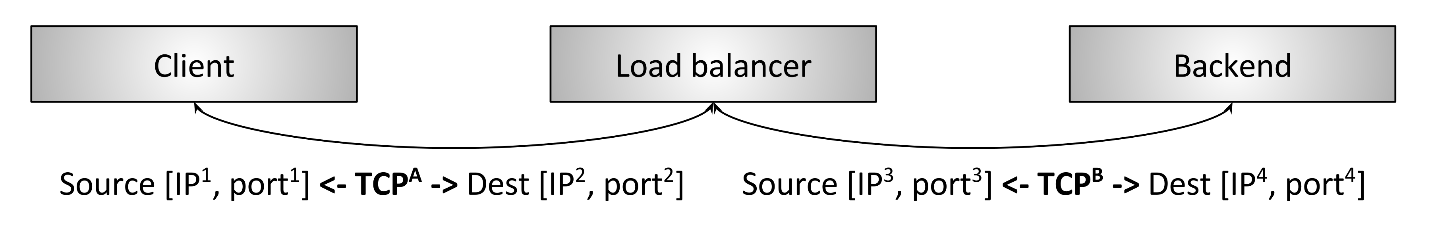 Client
Load balancer
Backend
Source [IP¹, port¹] <- TCPᴬ -> Dest [IP², port²]
Source [IP³, port³] <- TCPᴮ -> Dest [IP⁴, port⁴]